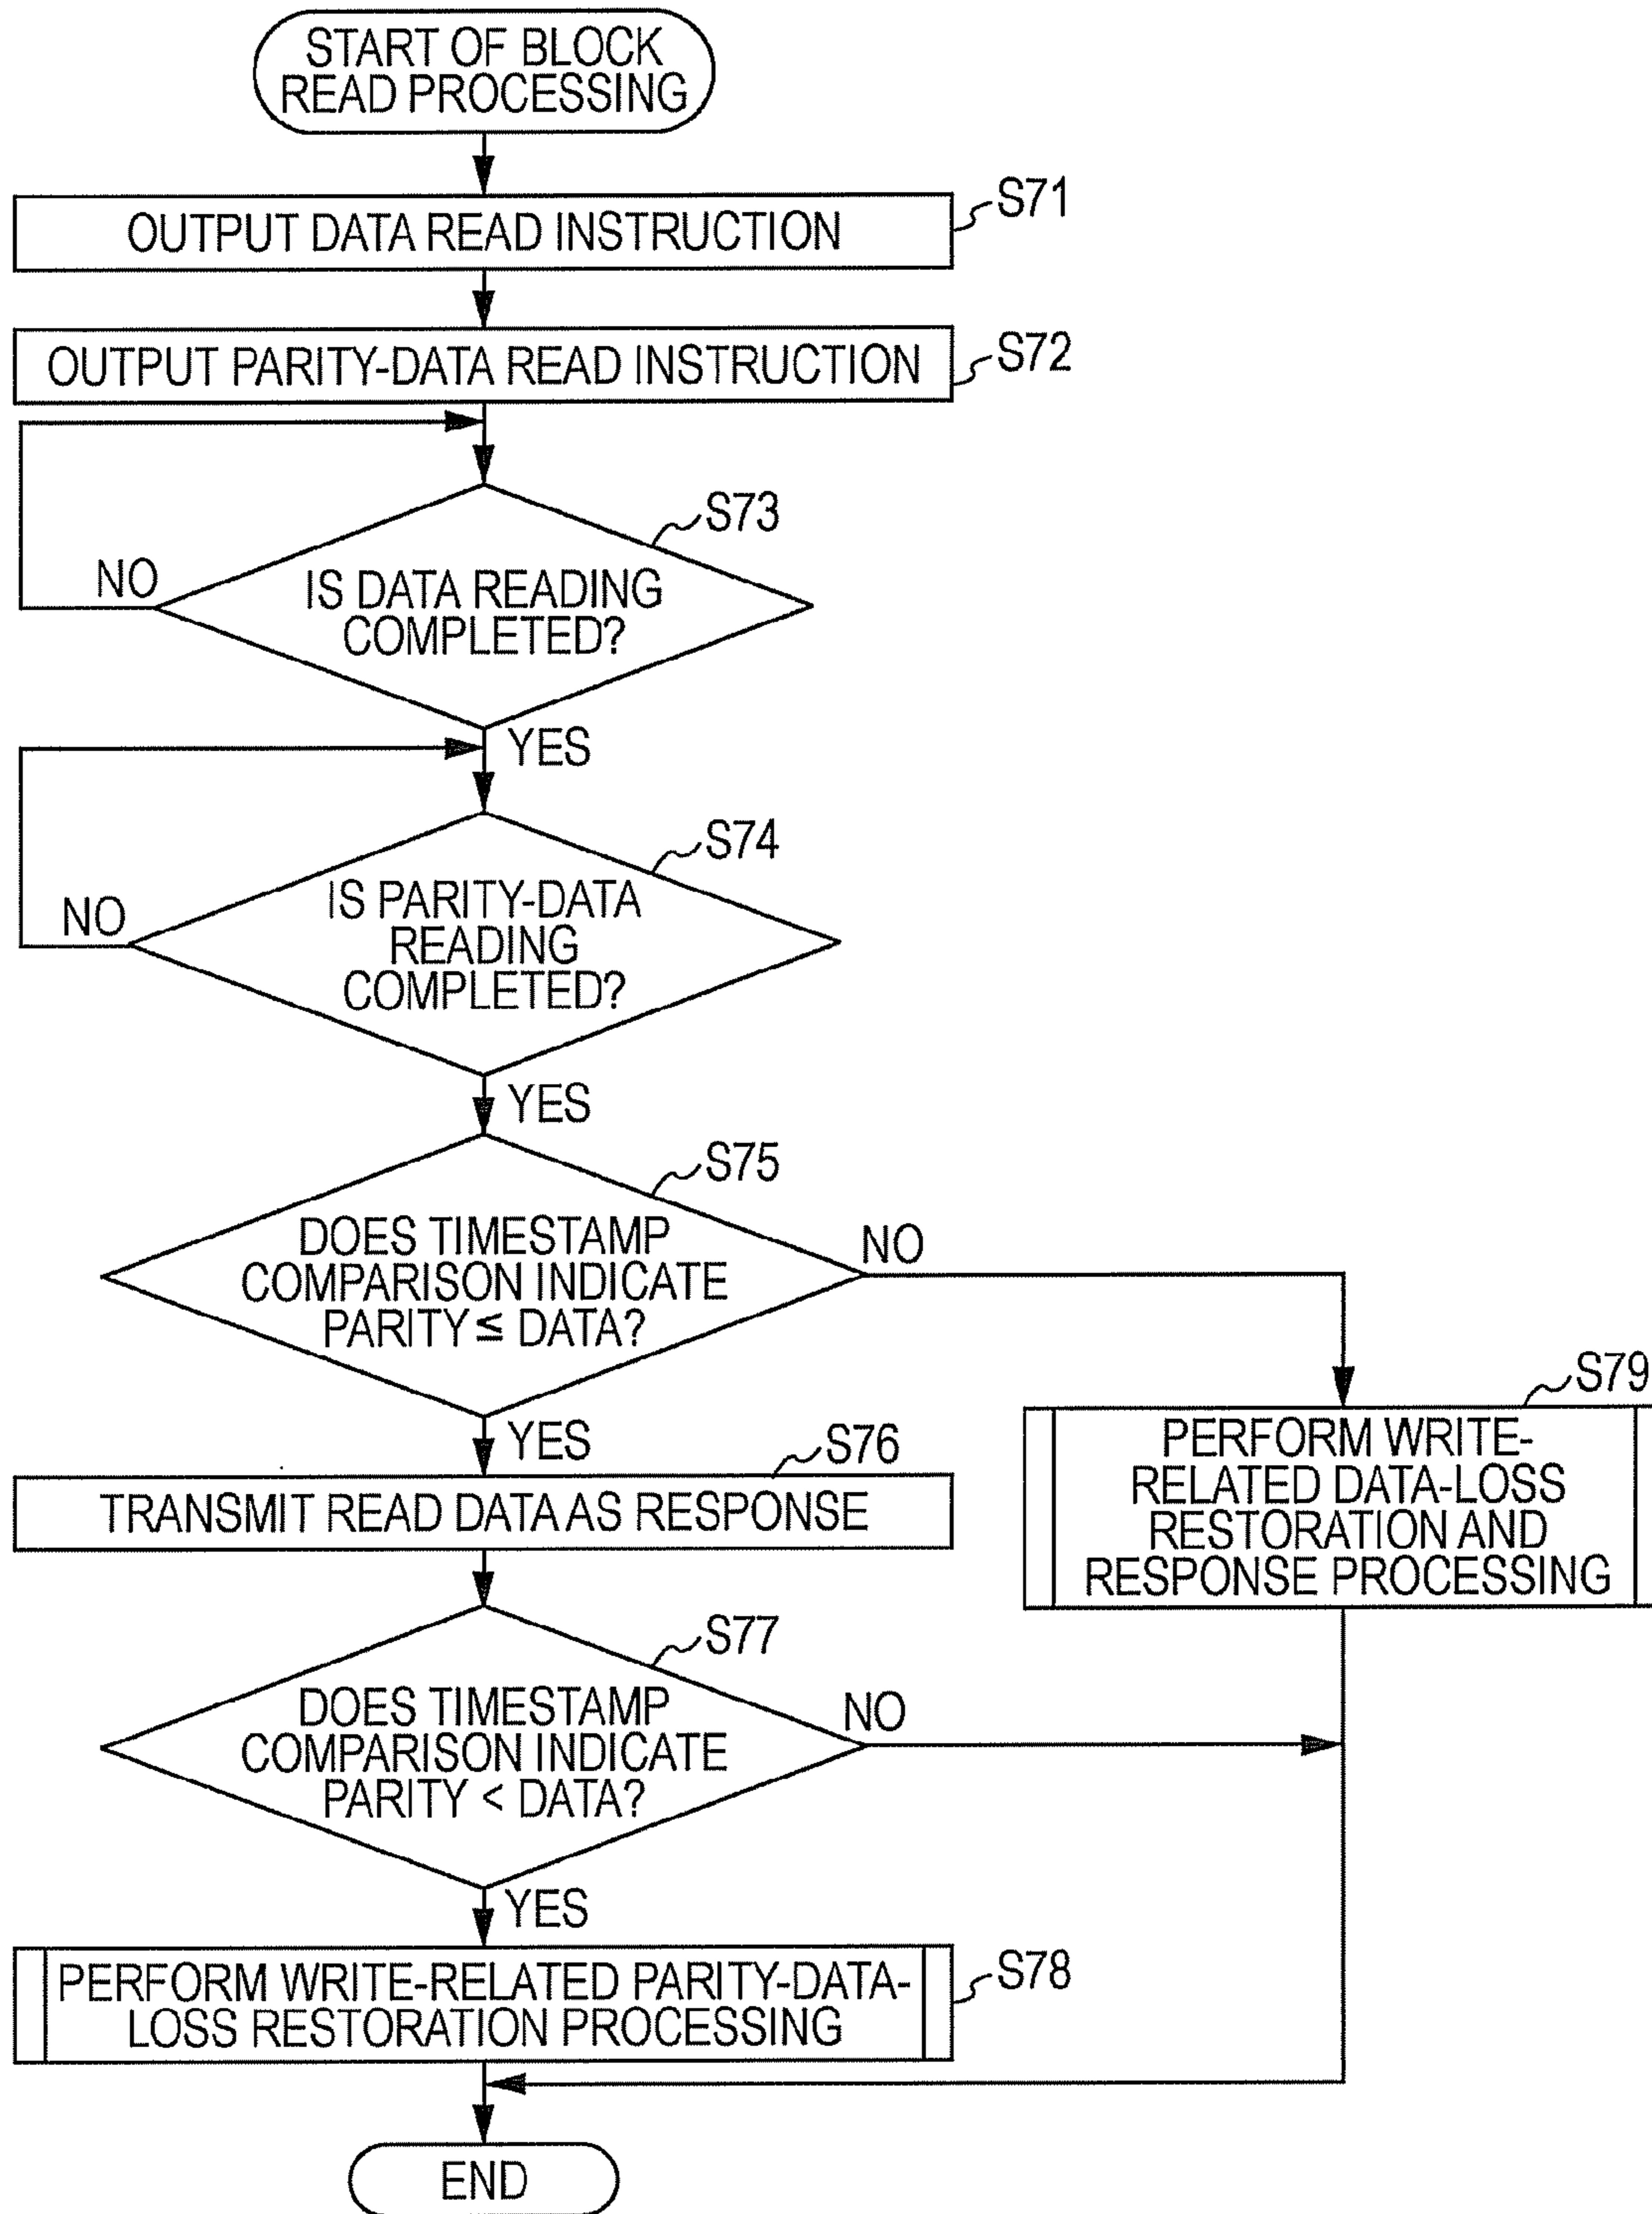 START OF BLOCK
READ PROCESSING
OUTPUT DATA READ INSTRUCTION
S71
OUTPUT PARITY-DATA READ INSTRUCTION
S72
S73
NO
IS DATA READING
COMPLETED?
YES
S74
NO
IS PARITY-DATA
READING
COMPLETED?
YES
S75
DOES TIMESTAMP
COMPARISON INDICATE
PARITY ≦ DATA?
NO
YES
S76
TRANSMIT READ DATA AS RESPONSE
S79
PERFORM WRITE-
RELATED DATA-LOSS
RESTORATION AND
RESPONSE PROCESSING
S77
DOES TIMESTAMP
COMPARISON INDICATE
PARITY < DATA?
NO
YES
PERFORM WRITE-RELATED PARITY-DATA-
LOSS RESTORATION PROCESSING
S78
END